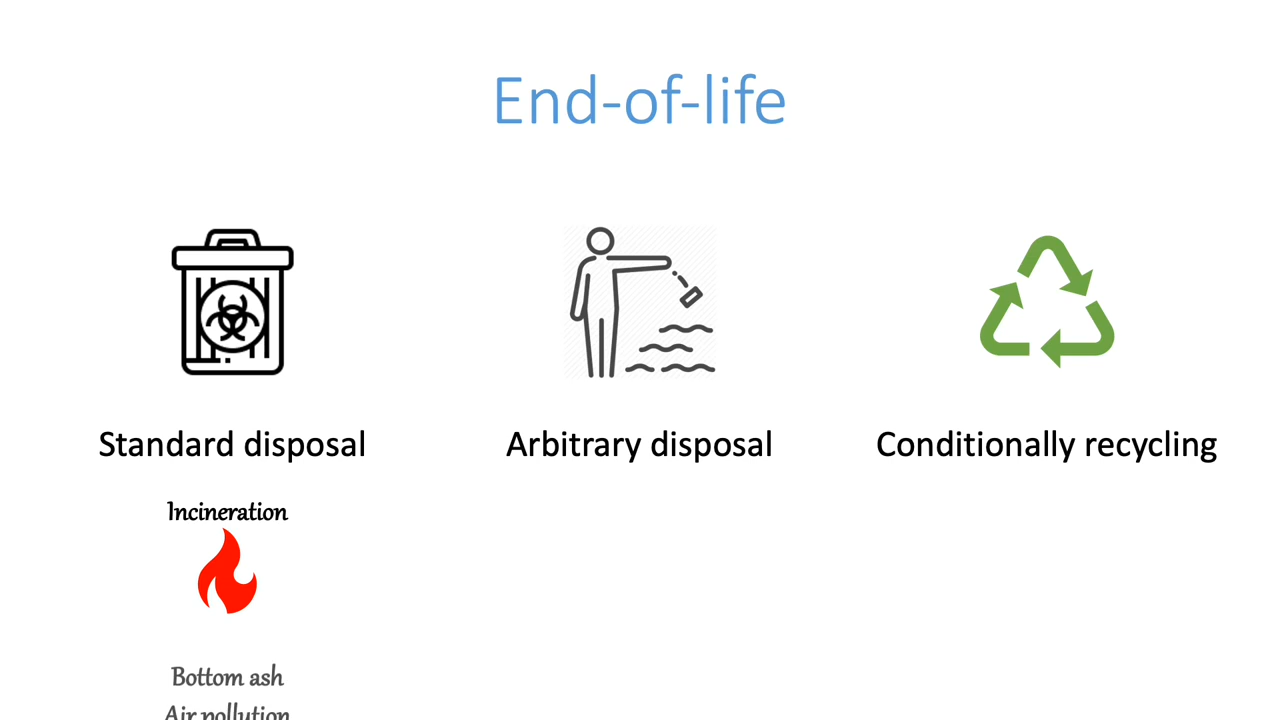 End-of-life
Standard disposal
Arbitrary disposal
Conditionally recycling
Incineration
Bottom ash
Air pollution